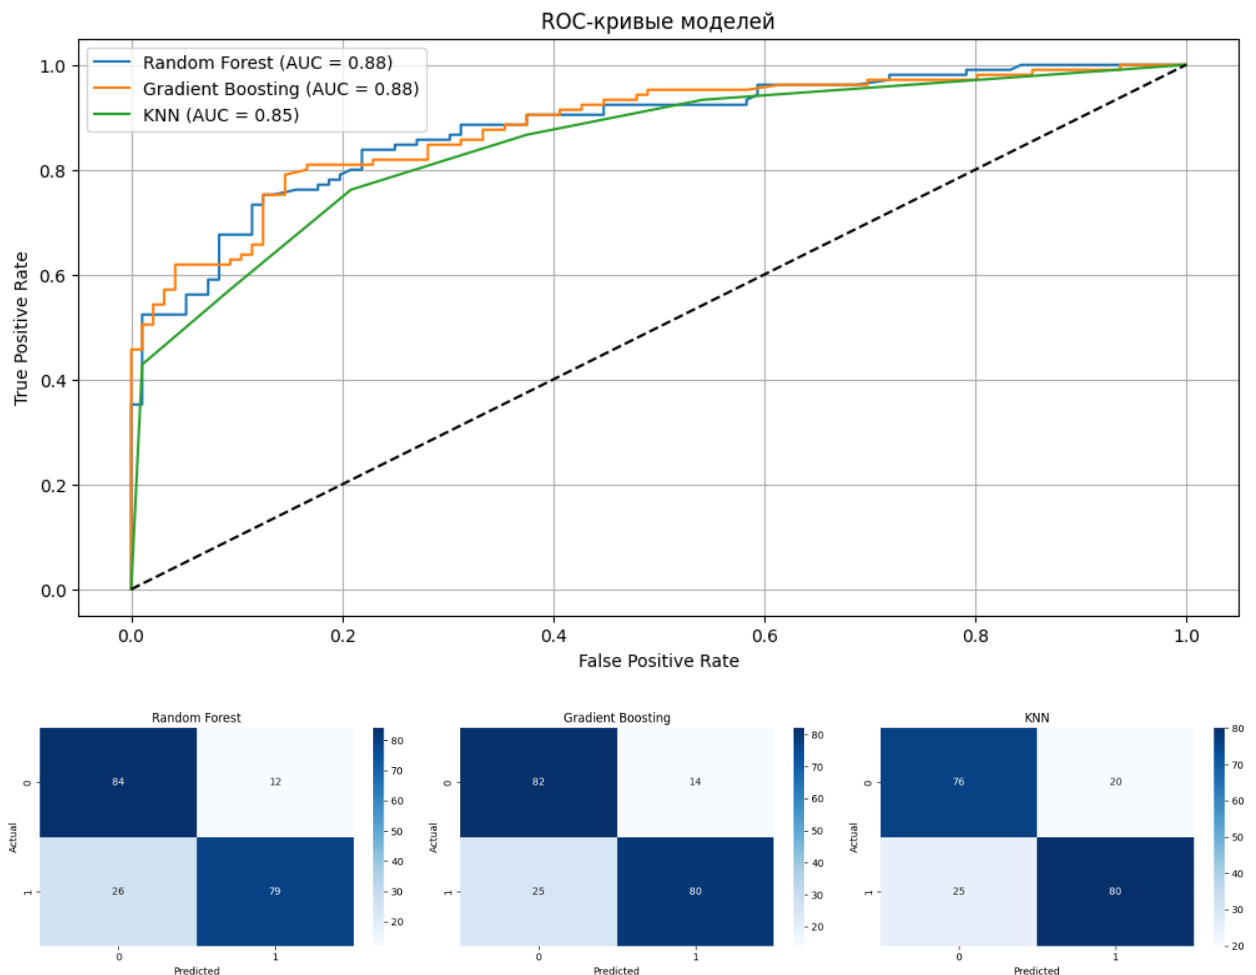 ROC-кривые моделей
Random Forest (AUC = 0.88)
Gradient Boosting (AUC = 0.88)
KNN (AUC = 0.85)
True Positive Rate
1.0
0.8
0.6
0.4
0.2
0.0
0.0 0.2 0.4 0.6 0.8 1.0
False Positive Rate
Random Forest
Actual
0
1
84 12
26 79
0 1
Predicted
80
70
60
50
40
30
20
Gradient Boosting
Actual
0
1
82 14
25 80
0 1
Predicted
80
70
60
50
40
30
20
KNN
Actual
0
1
76 20
25 80
0 1
Predicted
80
70
60
50
40
30
20